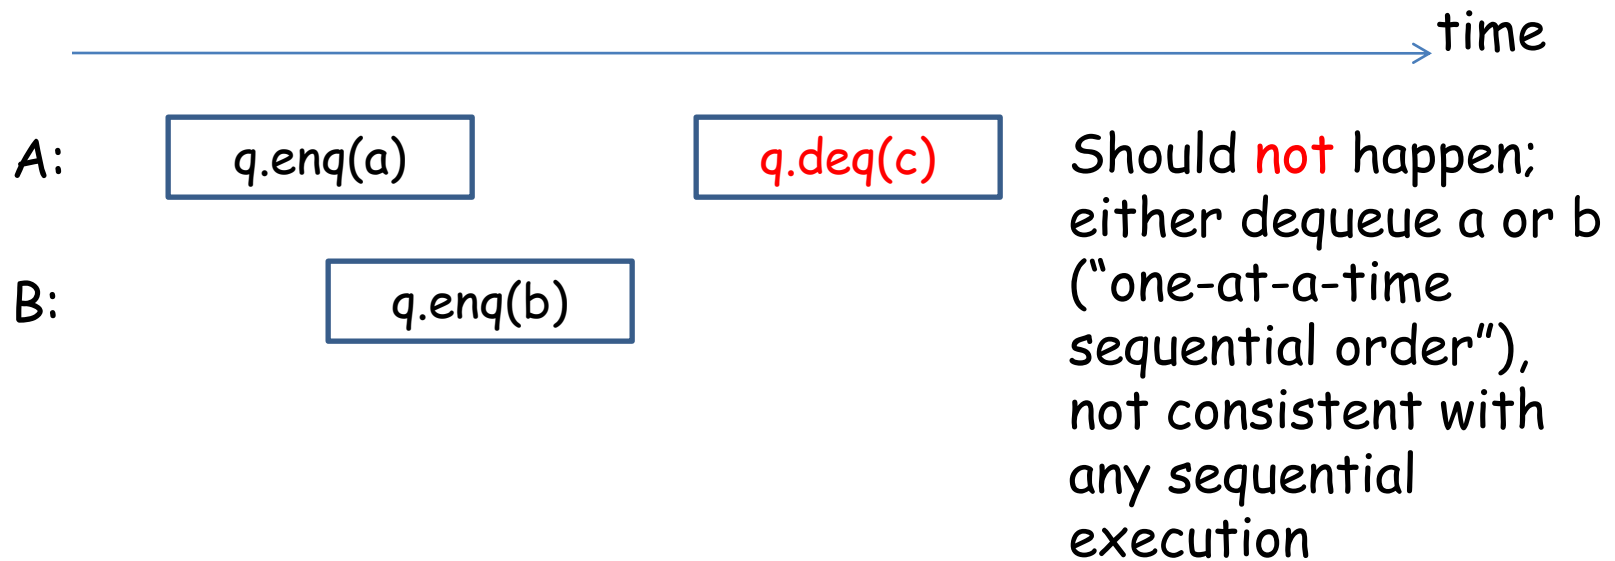 time
A:
q.enq(a)
q.deq(c)
B:
q.enq(b)
Should not happen;
either dequeue a or b
(“one-at-a-time
sequential order”),
not consistent with
any sequential
execution